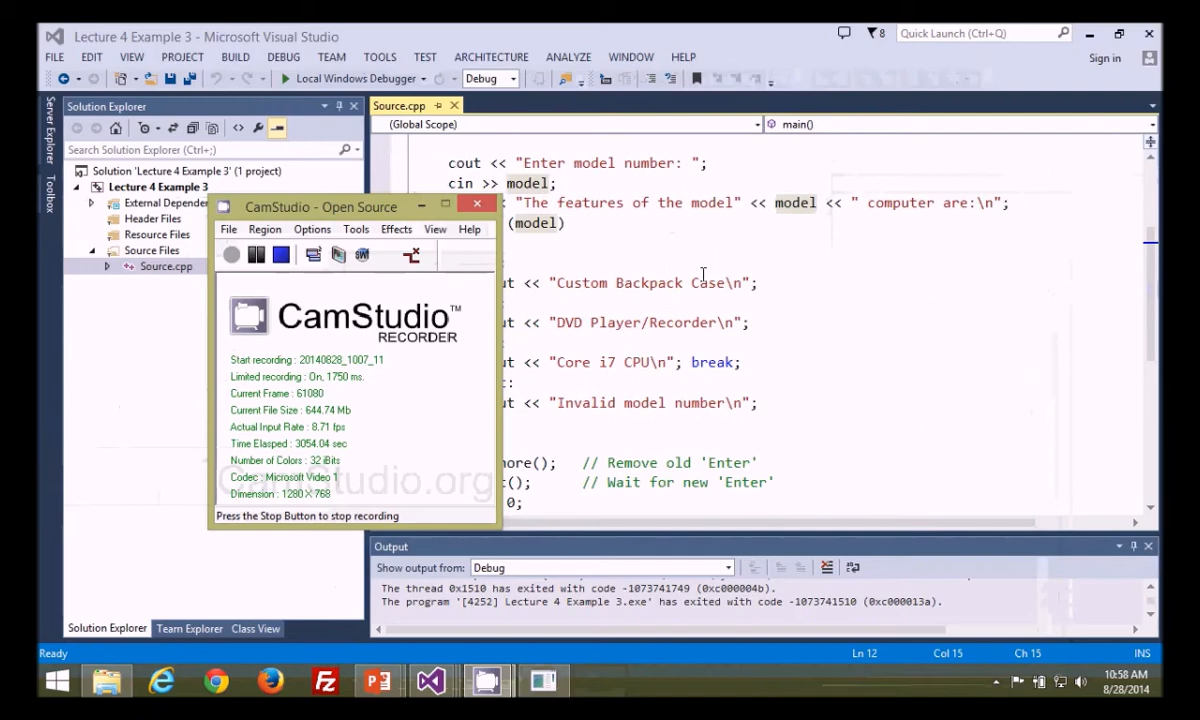 Lecture 4 Example 3 - Microsoft Visual Studio
8
Quick Launch (Ctrl+Q)
FILE EDIT VIEW PROJECT BUILD DEBUG TEAM TOOLS TEST ARCHITECTURE ANALYZE WINDOW HELP
Sign in
Local Windows Debugger
Debug
Server Explorer
Toolbox
Solution Explorer
Search Solution Explorer (Ctrl+;)
Solution 'Lecture 4 Example 3' (1 project)
Lecture 4 Example 3
External Depende
Header Files
Resource Files
Source Files
Source.cpp
Source.cpp
(Global Scope)
main()
cout << "Enter model number: ";
cin >> model;
"The features of the model" << model << " computer are:\n";
(model)
ut << "Custom Backpack Case\n";
ut << "DVD Player/Recorder\n";
ut << "Core i7 CPU\n"; break;
:
ut << "Invalid model number\n";
nore(); // Remove old 'Enter'
t(); // Wait for new 'Enter'
0;
CamStudio - Open Source
File Region Options Tools Effects View Help
CamStudio™
RECORDER
Start recording : 20140828_1007_11
Limited recording : On, 1750 ms.
Current Frame : 61080
Current File Size : 644.74 Mb
Actual Input Rate : 8.71 fps
Time Elasped : 3054.04 sec
Number of Colors : 32 iBits
Codec : Microsoft Video 1
Dimension : 1280 X 768
CamStudio.org
Press the Stop Button to stop recording
Output
Show output from: Debug
The thread 0x1510 has exited with code -1073741749 (0xc000004b).
The program '[4252] Lecture 4 Example 3.exe' has exited with code -1073741510 (0xc000013a).
Solution Explorer Team Explorer Class View
Ready
Ln 12 Col 15 Ch 15 INS
10:58 AM
8/28/2014